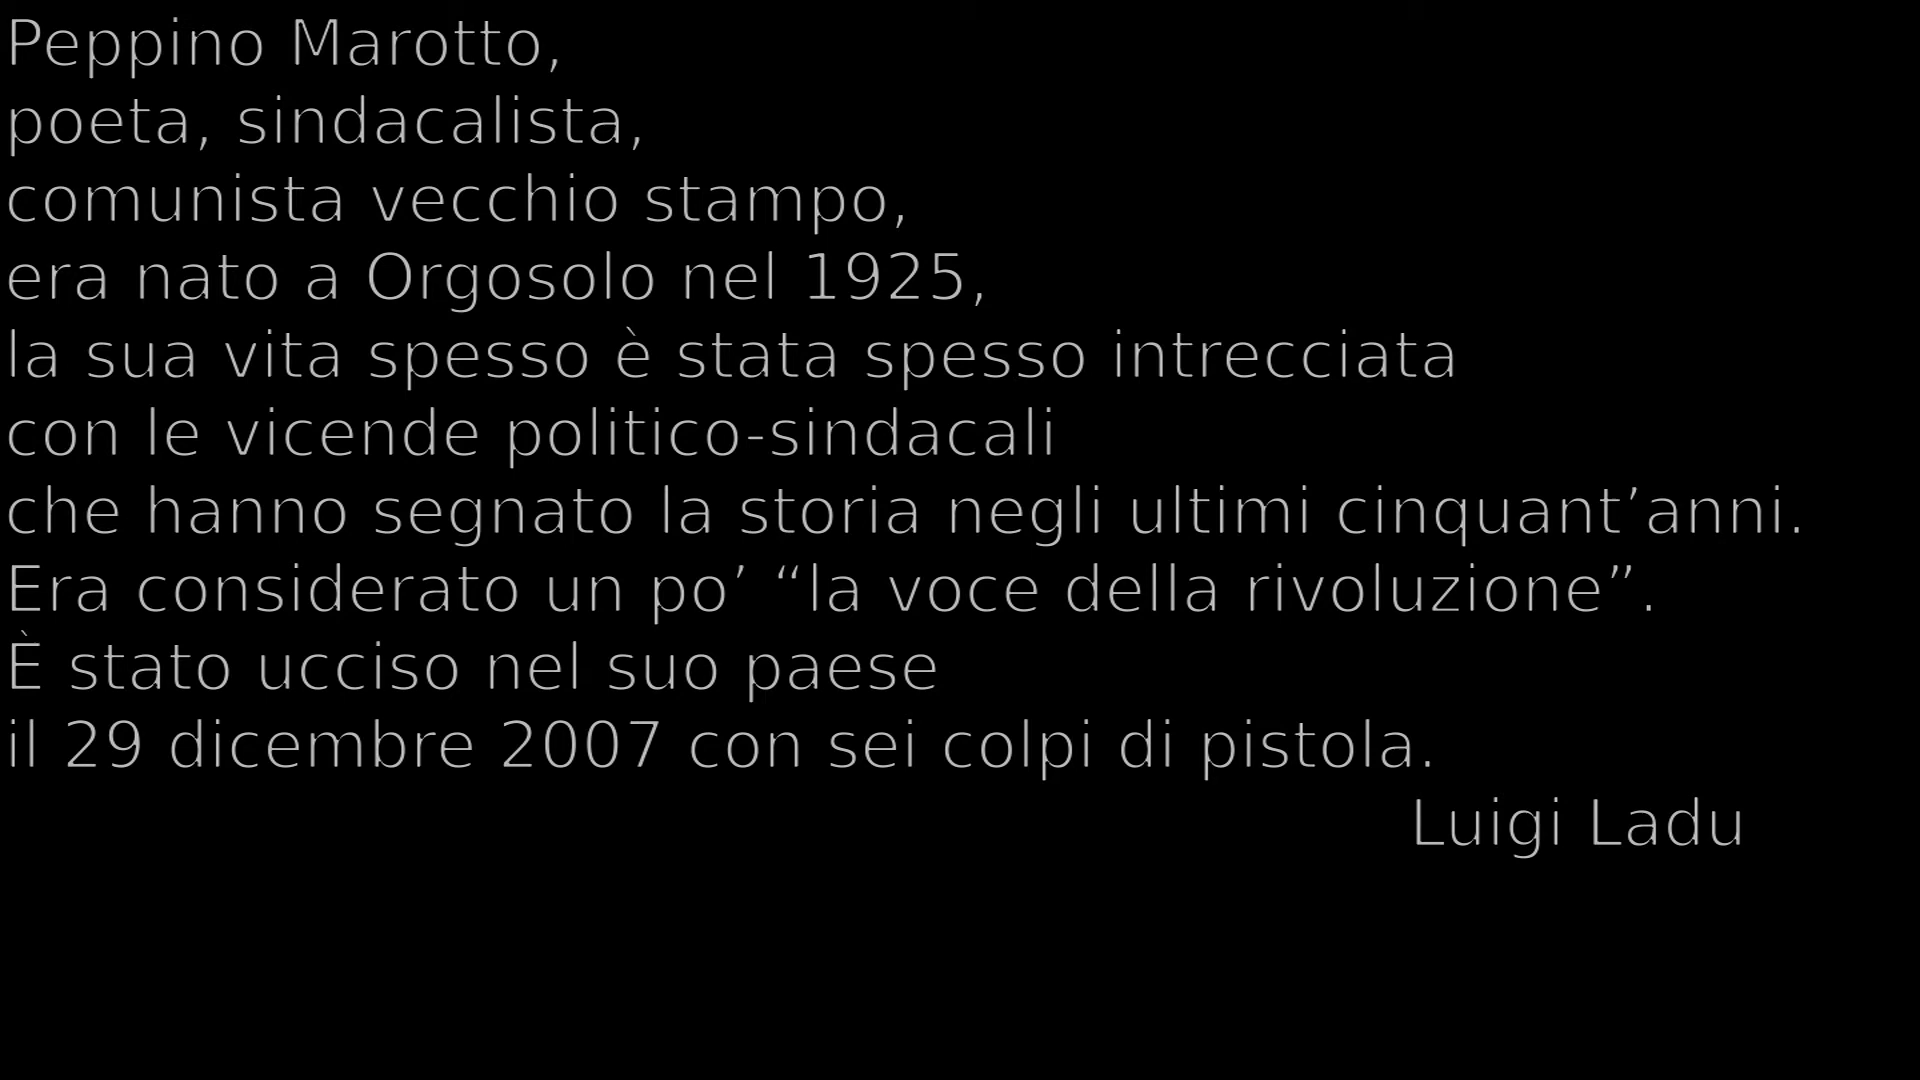 Peppino Marotto,
poeta, sindacalista,
comunista vecchio stampo,
era nato a Orgosolo nel 1925,
la sua vita spesso è stata spesso intrecciata
con le vicende politico-sindacali
che hanno segnato la storia negli ultimi cinquant’anni.
Era considerato un po’ “la voce della rivoluzione”.
È stato ucciso nel suo paese
il 29 dicembre 2007 con sei colpi di pistola.
Luigi Ladu